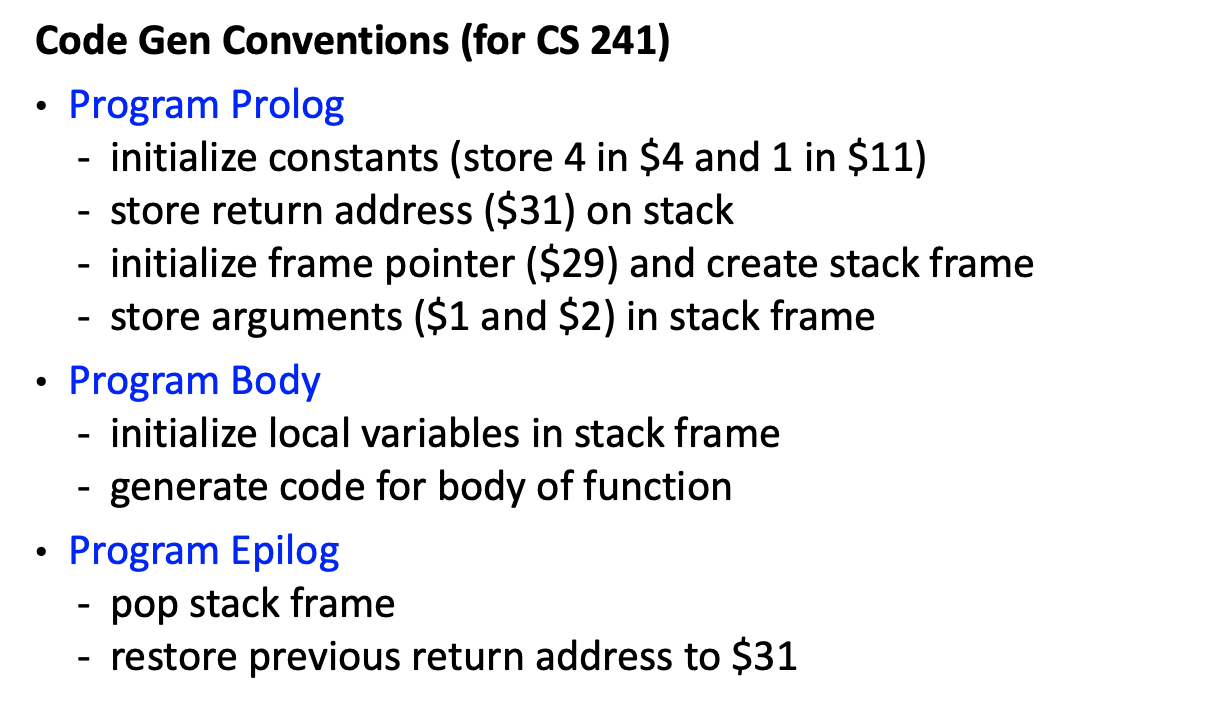 Code Gen Conventions (for CS 241)
• Program Prolog
- initialize constants (store 4 in $4 and 1 in $11)
- store return address ($31) on stack
- initialize frame pointer ($29) and create stack frame
- store arguments ($1 and $2) in stack frame
• Program Body
- initialize local variables in stack frame
- generate code for body of function
• Program Epilog
- pop stack frame
- restore previous return address to $31